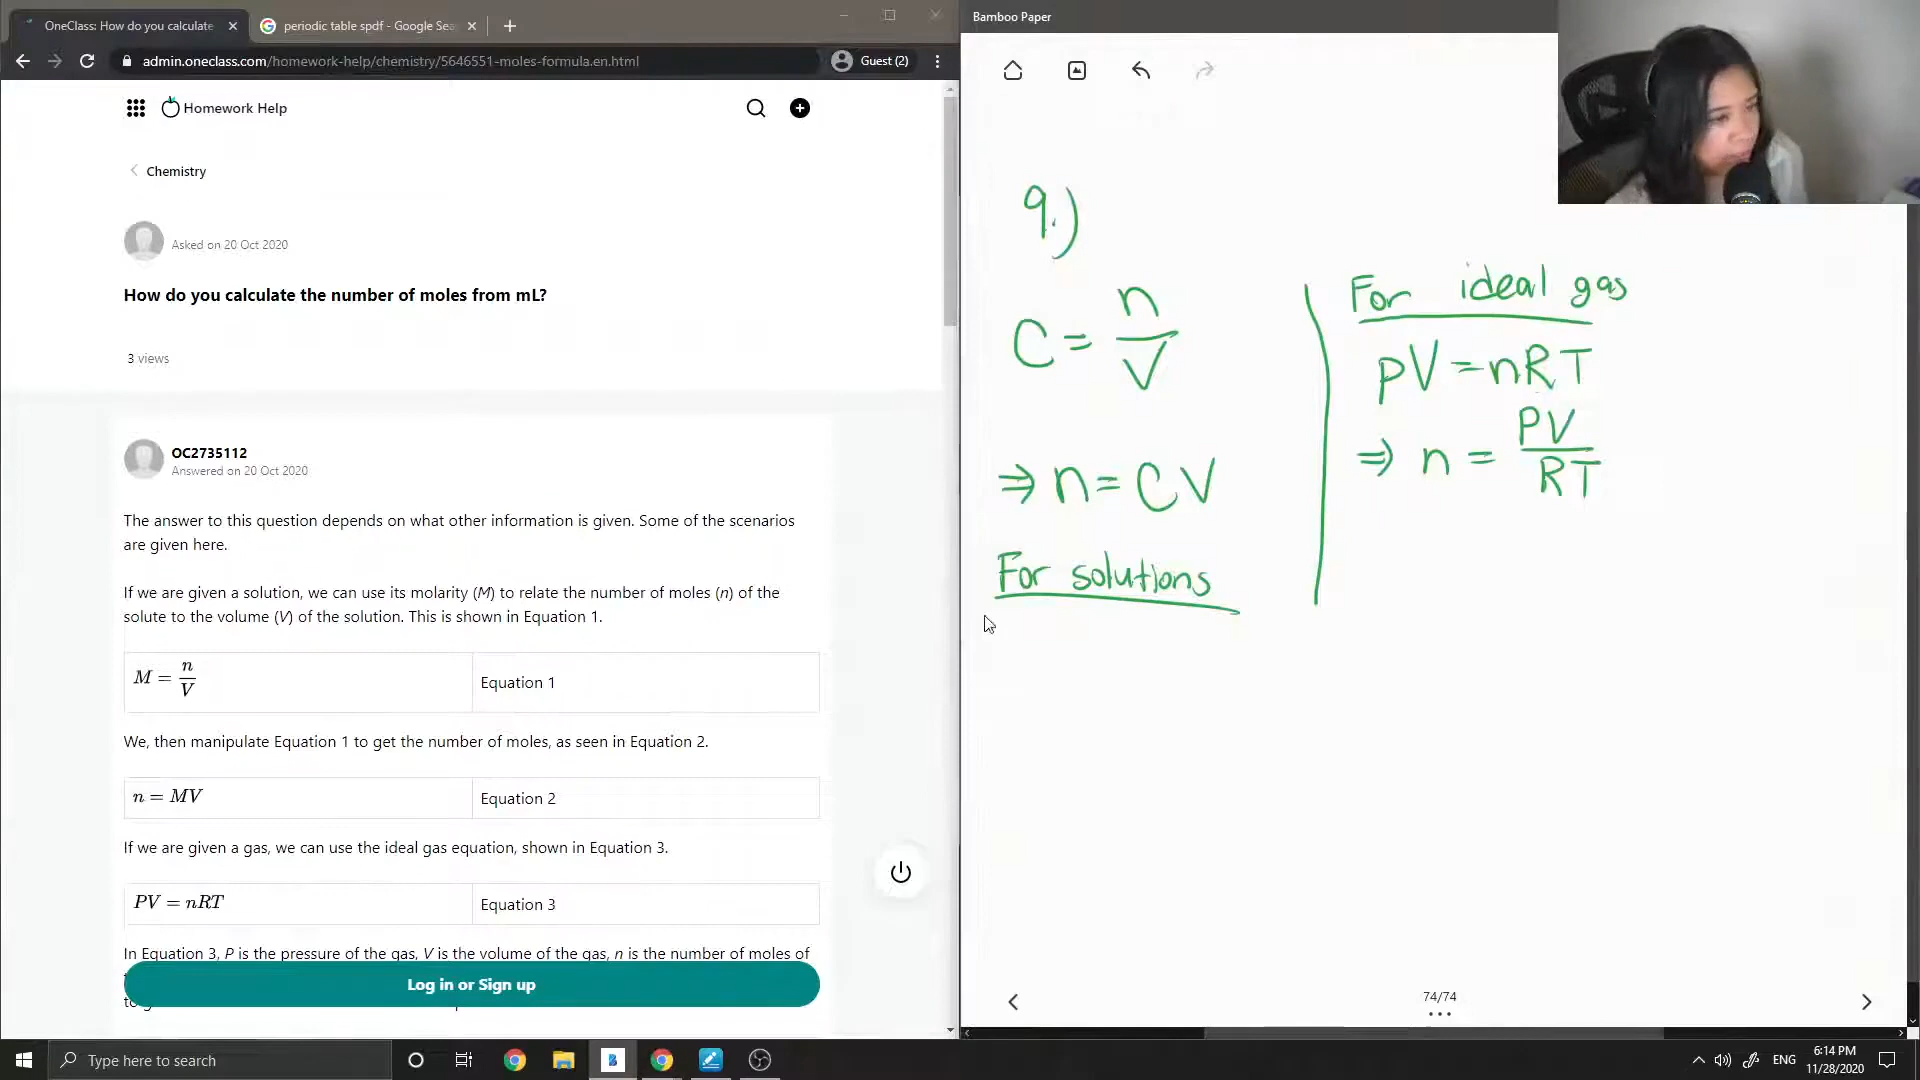 OneClass: How do you calculate
periodic table spdf - Google Sea
admin.oneclass.com/homework-help/chemistry/5646551-moles-formula.en.html
Guest (2)
Homework Help
Chemistry
Asked on 20 Oct 2020
How do you calculate the number of moles from mL?
3 views
OC2735112
Answered on 20 Oct 2020
The answer to this question depends on what other information is given. Some of the scenarios
are given here.
If we are given a solution, we can use its molarity (M) to relate the number of moles (n) of the
solute to the volume (V) of the solution. This is shown in Equation 1.
M = n/V
Equation 1
We, then manipulate Equation 1 to get the number of moles, as seen in Equation 2.
n = MV
Equation 2
If we are given a gas, we can use the ideal gas equation, shown in Equation 3.
PV = nRT
Equation 3
In Equation 3, P is the pressure of the gas, V is the volume of the gas, n is the number of moles of
Log in or Sign up
Bamboo Paper
9.)
C = n/V
⇒ n = CV
For solutions
For ideal gas
PV = nRT
⇒ n = PV/RT
74/74
Type here to search
ENG
6:14 PM
11/28/2020